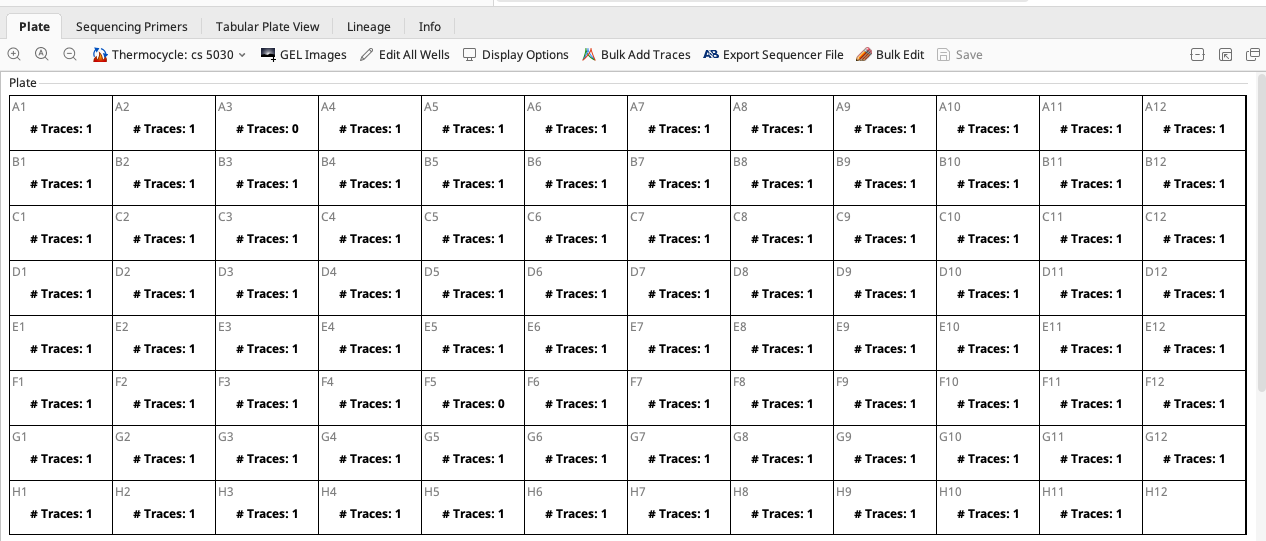 Plate Sequencing Primers Tabular Plate View Lineage Info
Thermocycle: cs 5030 GEL Images Edit All Wells Display Options Bulk Add Traces AB Export Sequencer File Bulk Edit Save
Plate
A1 A2 A3 A4 A5 A6 A7 A8 A9 A10 A11 A12
# Traces: 1 # Traces: 1 # Traces: 0 # Traces: 1 # Traces: 1 # Traces: 1 # Traces: 1 # Traces: 1 # Traces: 1 # Traces: 1 # Traces: 1 # Traces: 1
B1 B2 B3 B4 B5 B6 B7 B8 B9 B10 B11 B12
# Traces: 1 # Traces: 1 # Traces: 1 # Traces: 1 # Traces: 1 # Traces: 1 # Traces: 1 # Traces: 1 # Traces: 1 # Traces: 1 # Traces: 1 # Traces: 1
C1 C2 C3 C4 C5 C6 C7 C8 C9 C10 C11 C12
# Traces: 1 # Traces: 1 # Traces: 1 # Traces: 1 # Traces: 1 # Traces: 1 # Traces: 1 # Traces: 1 # Traces: 1 # Traces: 1 # Traces: 1 # Traces: 1
D1 D2 D3 D4 D5 D6 D7 D8 D9 D10 D11 D12
# Traces: 1 # Traces: 1 # Traces: 1 # Traces: 1 # Traces: 1 # Traces: 1 # Traces: 1 # Traces: 1 # Traces: 1 # Traces: 1 # Traces: 1 # Traces: 1
E1 E2 E3 E4 E5 E6 E7 E8 E9 E10 E11 E12
# Traces: 1 # Traces: 1 # Traces: 1 # Traces: 1 # Traces: 1 # Traces: 1 # Traces: 1 # Traces: 1 # Traces: 1 # Traces: 1 # Traces: 1 # Traces: 1
F1 F2 F3 F4 F5 F6 F7 F8 F9 F10 F11 F12
# Traces: 1 # Traces: 1 # Traces: 1 # Traces: 1 # Traces: 0 # Traces: 1 # Traces: 1 # Traces: 1 # Traces: 1 # Traces: 1 # Traces: 1 # Traces: 1
G1 G2 G3 G4 G5 G6 G7 G8 G9 G10 G11 G12
# Traces: 1 # Traces: 1 # Traces: 1 # Traces: 1 # Traces: 1 # Traces: 1 # Traces: 1 # Traces: 1 # Traces: 1 # Traces: 1 # Traces: 1 # Traces: 1
H1 H2 H3 H4 H5 H6 H7 H8 H9 H10 H11 H12
# Traces: 1 # Traces: 1 # Traces: 1 # Traces: 1 # Traces: 1 # Traces: 1 # Traces: 1 # Traces: 1 # Traces: 1 # Traces: 1 # Traces: 1